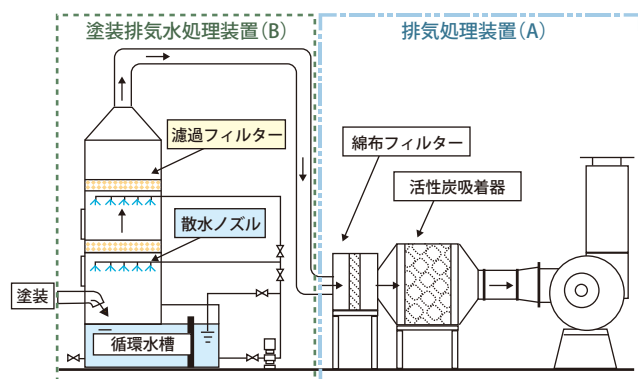 塗装排気水処理装置(B)
排気処理装置(A)
濾過フィルター
綿布フィルター
活性炭吸着器
散水ノズル
塗装
循環水槽